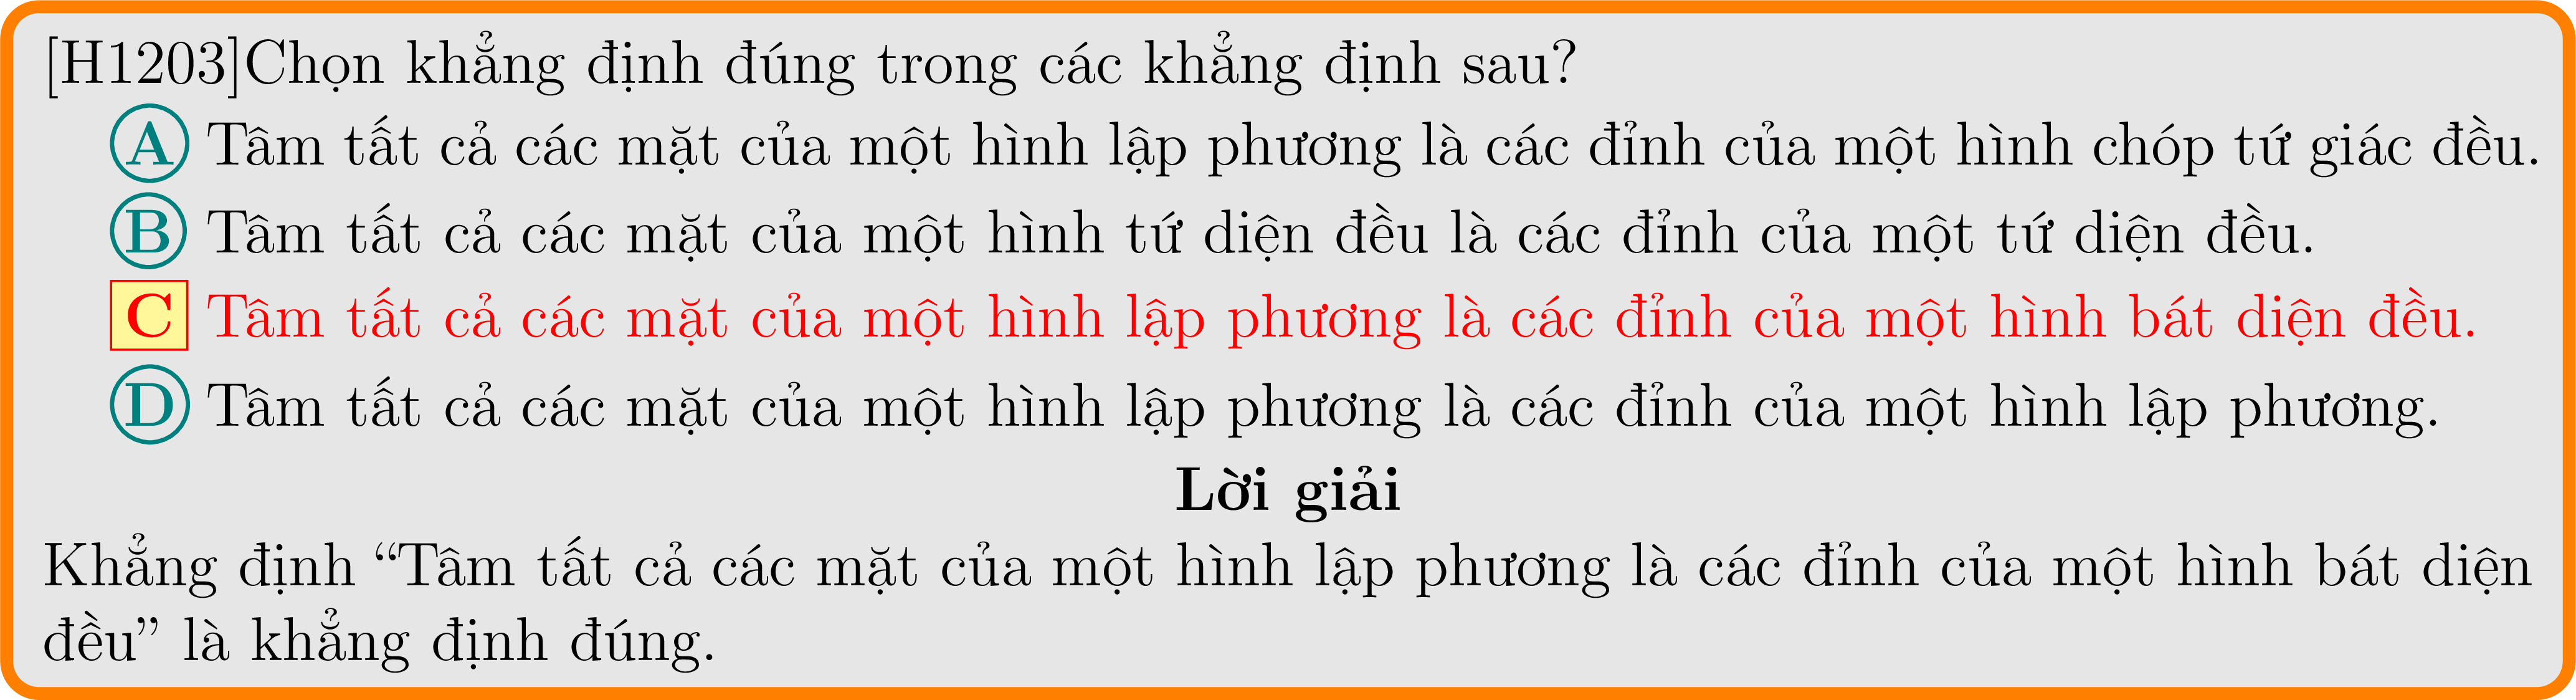 [H1203]Chọn khẳng định đúng trong các khẳng định sau?
A Tâm tất cả các mặt của một hình lập phương là các đỉnh của một hình chóp tứ giác đều.
B Tâm tất cả các mặt của một hình tứ diện đều là các đỉnh của một tứ diện đều.
C Tâm tất cả các mặt của một hình lập phương là các đỉnh của một hình bát diện đều.
D Tâm tất cả các mặt của một hình lập phương là các đỉnh của một hình lập phương.
Lời giải
Khẳng định “Tâm tất cả các mặt của một hình lập phương là các đỉnh của một hình bát diện
đều” là khẳng định đúng.